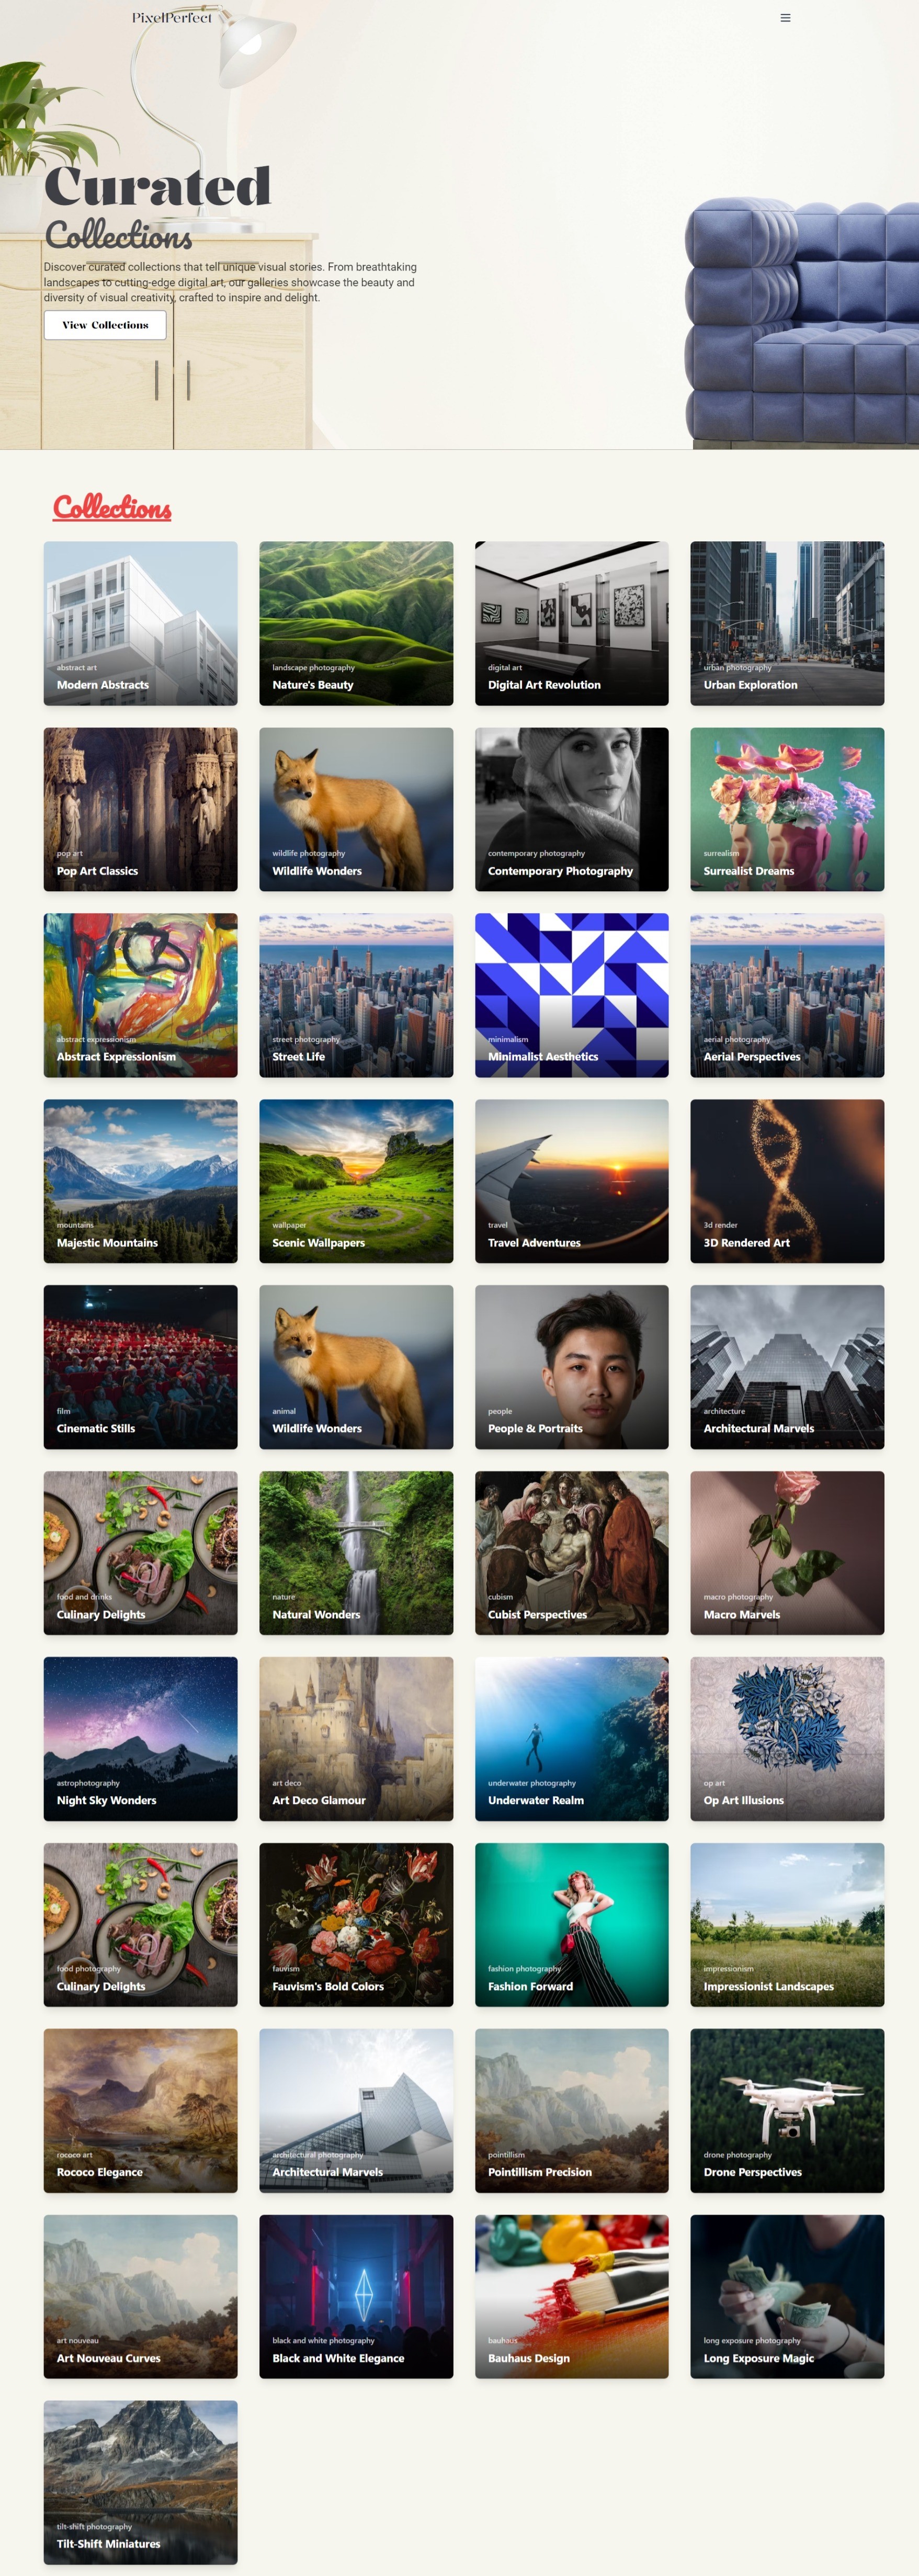 PixelPerfect
Curated
Collections
Discover curated collections that tell unique visual stories. From breathtaking
landscapes to cutting-edge digital art, our galleries showcase the beauty and
diversity of visual creativity, crafted to inspire and delight.
View Collections
Collections
abstract art
Modern Abstracts
landscape photography
Nature's Beauty
digital art
Digital Art Revolution
urban photography
Urban Exploration
pop art
Pop Art Classics
wildlife photography
Wildlife Wonders
contemporary photography
Contemporary Photography
surrealism
Surrealist Dreams
abstract expressionism
Abstract Expressionism
street photography
Street Life
minimalism
Minimalist Aesthetics
aerial photography
Aerial Perspectives
mountains
Majestic Mountains
wallpaper
Scenic Wallpapers
travel
Travel Adventures
3d render
3D Rendered Art
film
Cinematic Stills
animal
Wildlife Wonders
people
People & Portraits
architecture
Architectural Marvels
food and drinks
Culinary Delights
nature
Natural Wonders
cubism
Cubist Perspectives
macro photography
Macro Marvels
astrophotography
Night Sky Wonders
art deco
Art Deco Glamour
underwater photography
Underwater Realm
op art
Op Art Illusions
food photography
Culinary Delights
fauvism
Fauvism's Bold Colors
fashion photography
Fashion Forward
impressionism
Impressionist Landscapes
rococo art
Rococo Elegance
architectural photography
Architectural Marvels
pointillism
Pointillism Precision
drone photography
Drone Perspectives
art nouveau
Art Nouveau Curves
black and white photography
Black and White Elegance
bauhaus
Bauhaus Design
long exposure photography
Long Exposure Magic
tilt-shift photography
Tilt-Shift Miniatures